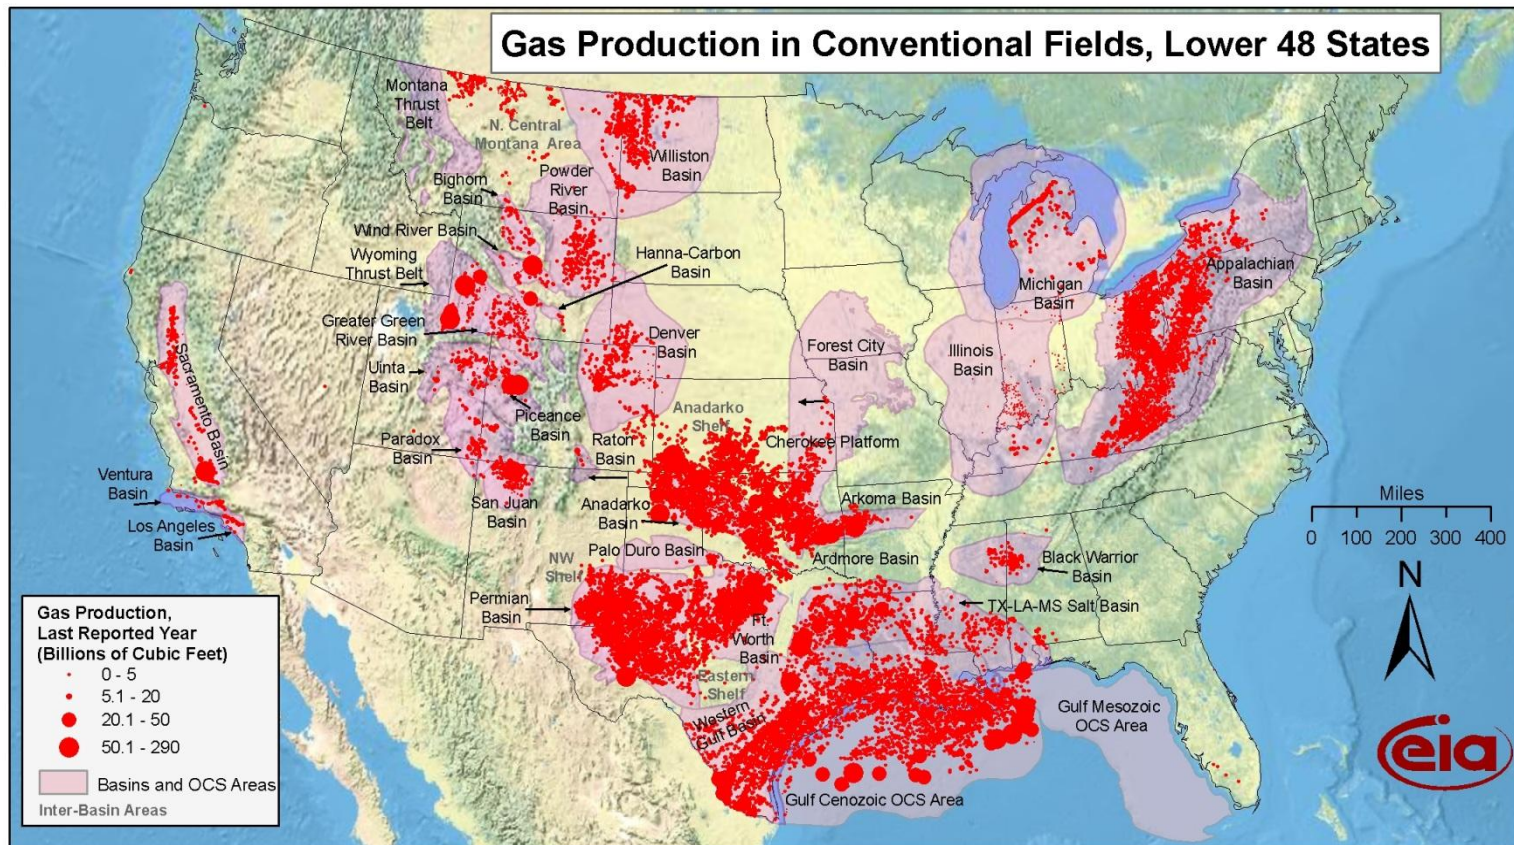 Gas Production in Conventional Fields, Lower 48 States
Montana
Thrust
Belt
N. Central
Montana Area
Williston
Basin
Bighorn
Basin
Powder
River
Basin
Wind River Basin
Wyoming
Thrust Belt
Hanna-Carbon
Basin
Greater Green
River Basin
Denver
Basin
Uinta
Basin
Piceance
Basin
Sacramento Basin
Paradox
Basin
Raton
Basin
San Juan
Basin
Ventura
Basin
Los Angeles
Basin
Anadarko
Shelf
Forest City
Basin
Cherokee Platform
Illinois
Basin
Michigan
Basin
Appalachian
Basin
Anadarko
Basin
Arkoma Basin
Ardmore Basin
Palo Duro Basin
NW
Shelf
Permian
Basin
Ft.
Worth
Basin
Eastern
Shelf
Black Warrior
Basin
TX-LA-MS Salt Basin
Western
Gulf Basin
Gulf Cenozoic OCS Area
Gulf Mesozoic
OCS Area
Miles
0 100 200 300 400
N
eia
Gas Production,
Last Reported Year
(Billions of Cubic Feet)
0 - 5
5.1 - 20
20.1 - 50
50.1 - 290
Basins and OCS Areas
Inter-Basin Areas